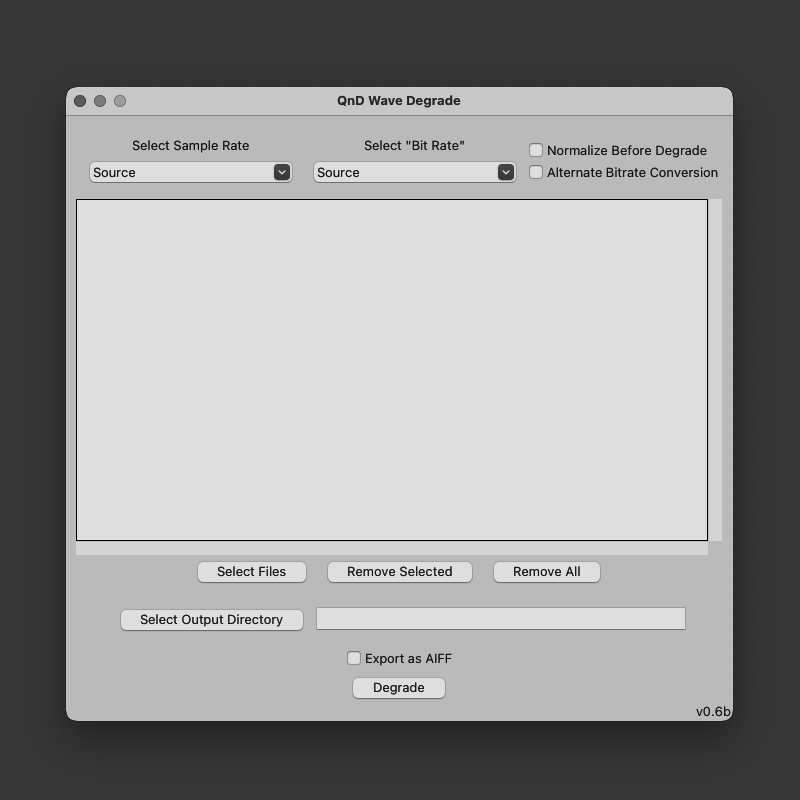 QnD Wave Degrade
Select Sample Rate
Select "Bit Rate"
Normalize Before Degrade
Source
Source
Alternate Bitrate Conversion
Select Files
Remove Selected
Remove All
Select Output Directory
Export as AIFF
Degrade
v0.6b